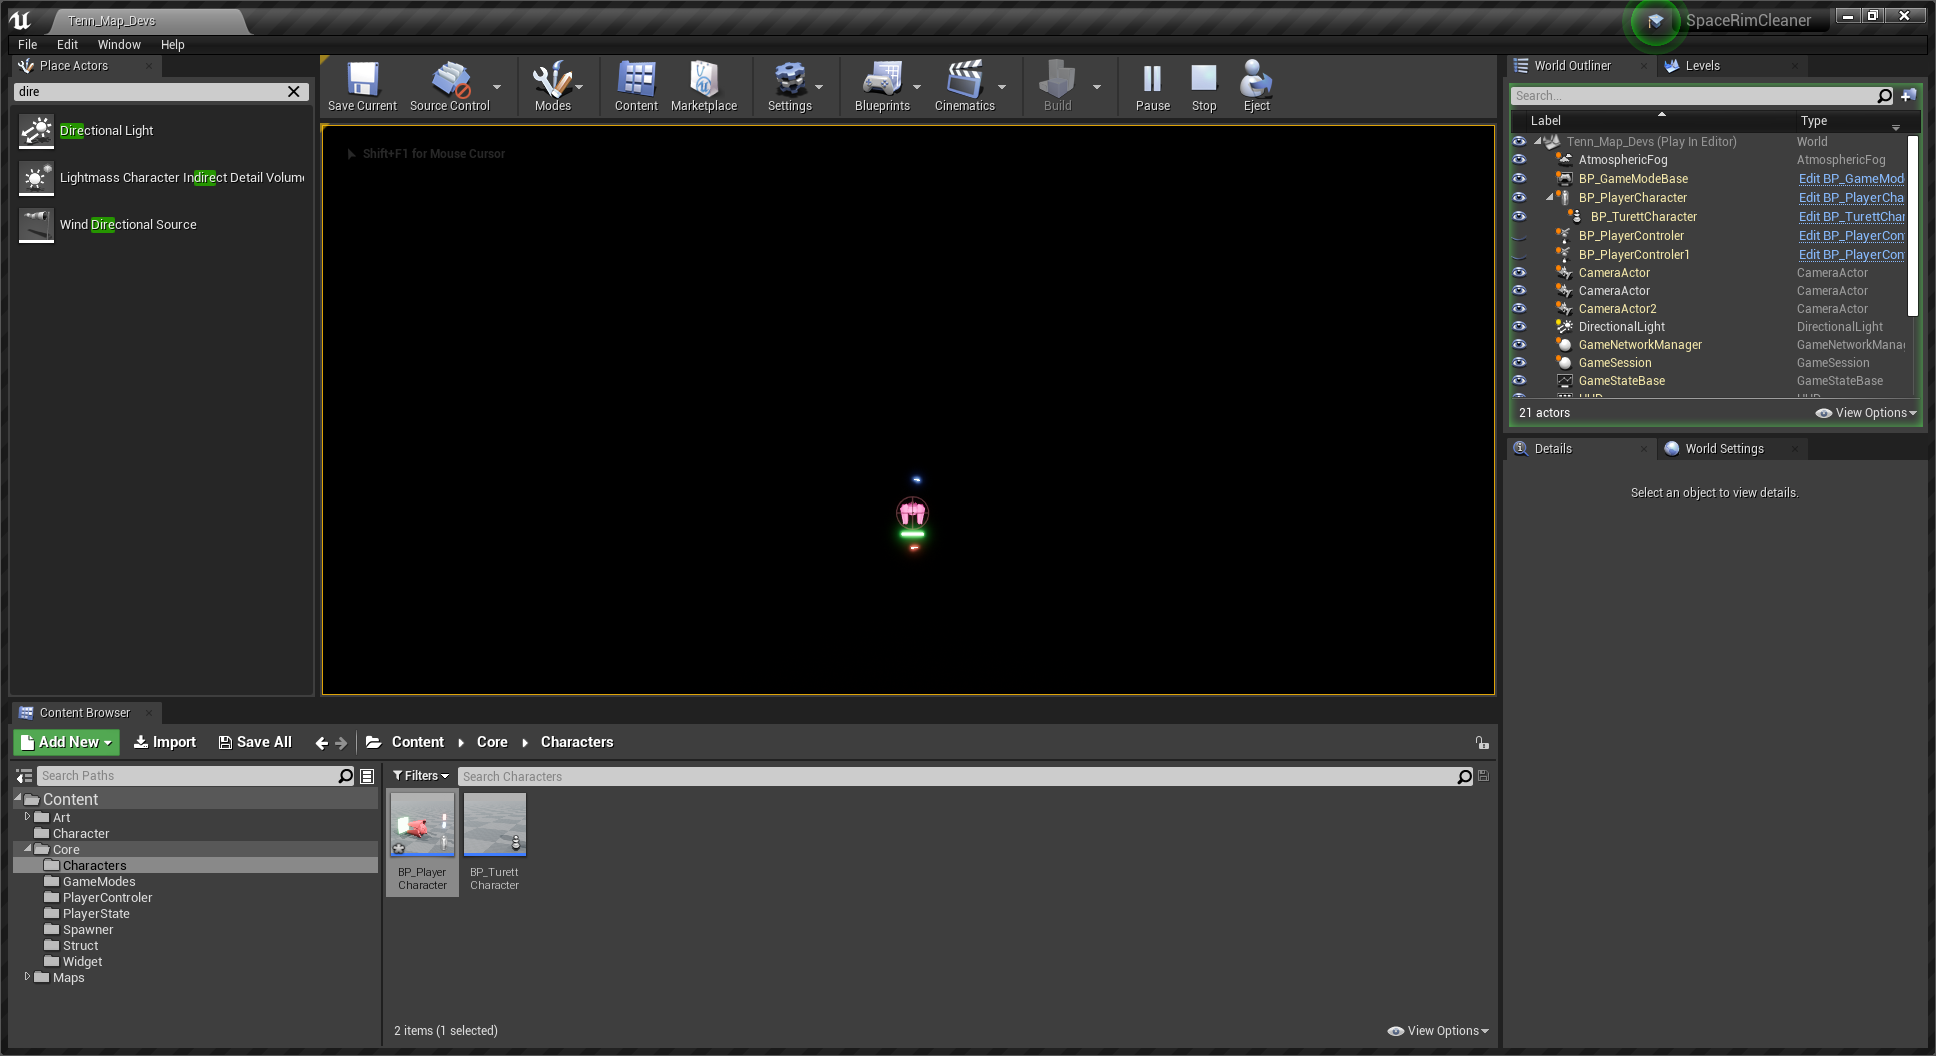 Tenn_Map_Devs
SpaceRimCleaner
File Edit Window Help
Place Actors
dire
Directional Light
Lightmass Character Indirect Detail Volume
Wind Directional Source
Save Current
Source Control
Modes
Content
Marketplace
Settings
Blueprints
Cinematics
Build
Pause
Stop
Eject
Shift+F1 for Mouse Cursor
World Outliner
Levels
Search...
Label Type
Tenn_Map_Devs (Play In Editor) World
AtmosphericFog AtmosphericFog
BP_GameModeBase Edit BP_GameMod
BP_PlayerCharacter Edit BP_PlayerCha
BP_TurettCharacter Edit BP_TurettChar
BP_PlayerControler Edit BP_PlayerCon
BP_PlayerControler1 Edit BP_PlayerCon
CameraActor CameraActor
CameraActor CameraActor
CameraActor2 CameraActor
DirectionalLight DirectionalLight
GameNetworkManager GameNetworkMana
GameSession GameSession
GameStateBase GameStateBase
21 actors
View Options
Details
World Settings
Select an object to view details.
Content Browser
Add New
Import
Save All
Content Core Characters
Search Paths
Content
Art
Character
Core
Characters
GameModes
PlayerControler
PlayerState
Spawner
Struct
Widget
Maps
Filters
Search Characters
BP_Player
Character
BP_Turett
Character
2 items (1 selected)
View Options